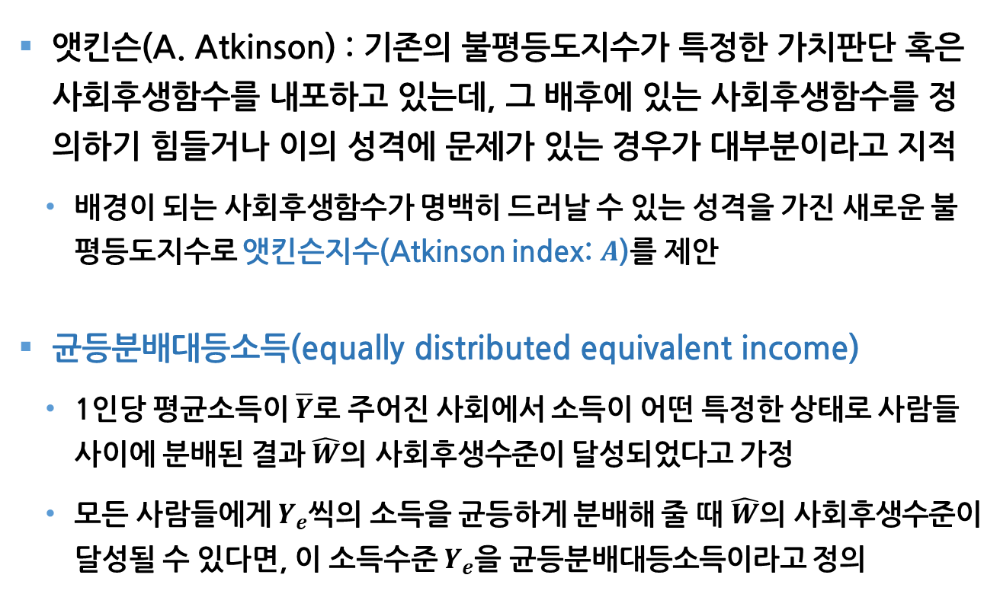 ▪ 앳킨슨(A. Atkinson) : 기존의 불평등도지수가 특정한 가치판단 혹은
사회후생함수를 내포하고 있는데, 그 배후에 있는 사회후생함수를 정
의하기 힘들거나 이의 성격에 문제가 있는 경우가 대부분이라고 지적
• 배경이 되는 사회후생함수가 명백히 드러날 수 있는 성격을 가진 새로운 불
평등도지수로 앳킨슨지수(Atkinson index: A)를 제안
▪ 균등분배대등소득(equally distributed equivalent income)
• 1인당 평균소득이 Y̅로 주어진 사회에서 소득이 어떤 특정한 상태로 사람들
사이에 분배된 결과 Ŵ의 사회후생수준이 달성되었다고 가정
• 모든 사람들에게 Yₑ씩의 소득을 균등하게 분배해 줄 때 Ŵ의 사회후생수준이
달성될 수 있다면, 이 소득수준 Yₑ을 균등분배대등소득이라고 정의